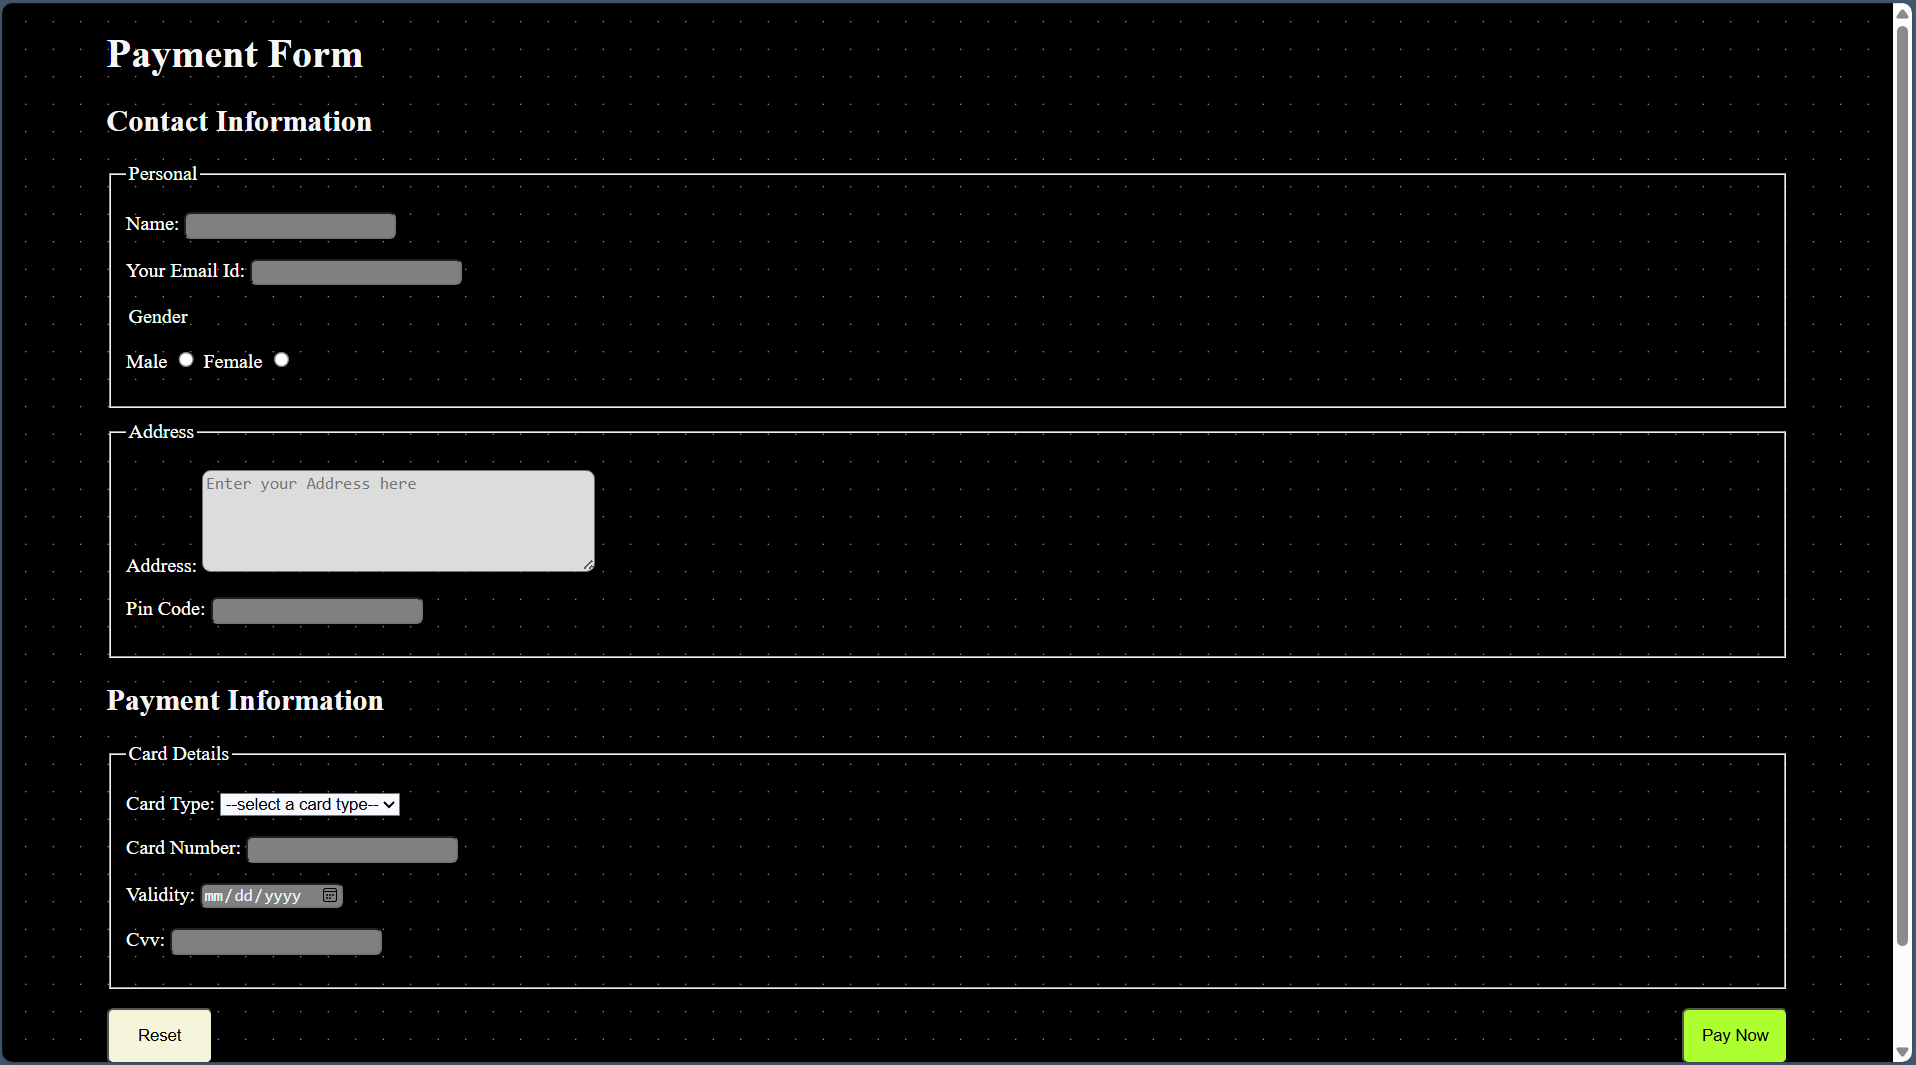 Payment Form
Contact Information
Personal
Name:
Your Email Id:
Gender
Male Female
Address
Enter your Address here
Address:
Pin Code:
Payment Information
Card Details
Card Type: --select a card type--
Card Number:
Validity: mm/dd/yyyy
Cvv:
Reset Pay Now